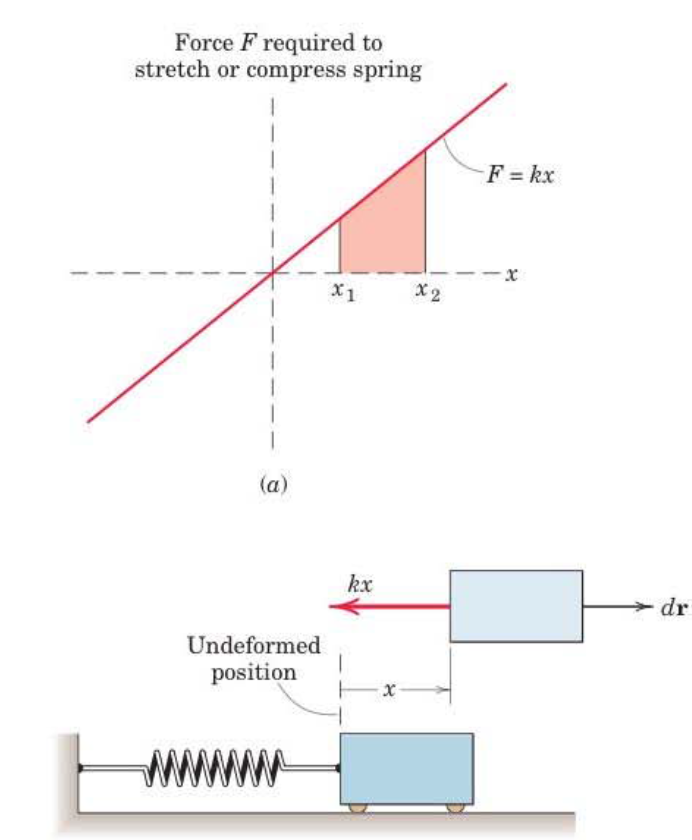 Force F required to
stretch or compress spring
F = kx
x
x1 x2
(a)
kx
dr
Undeformed
position
x